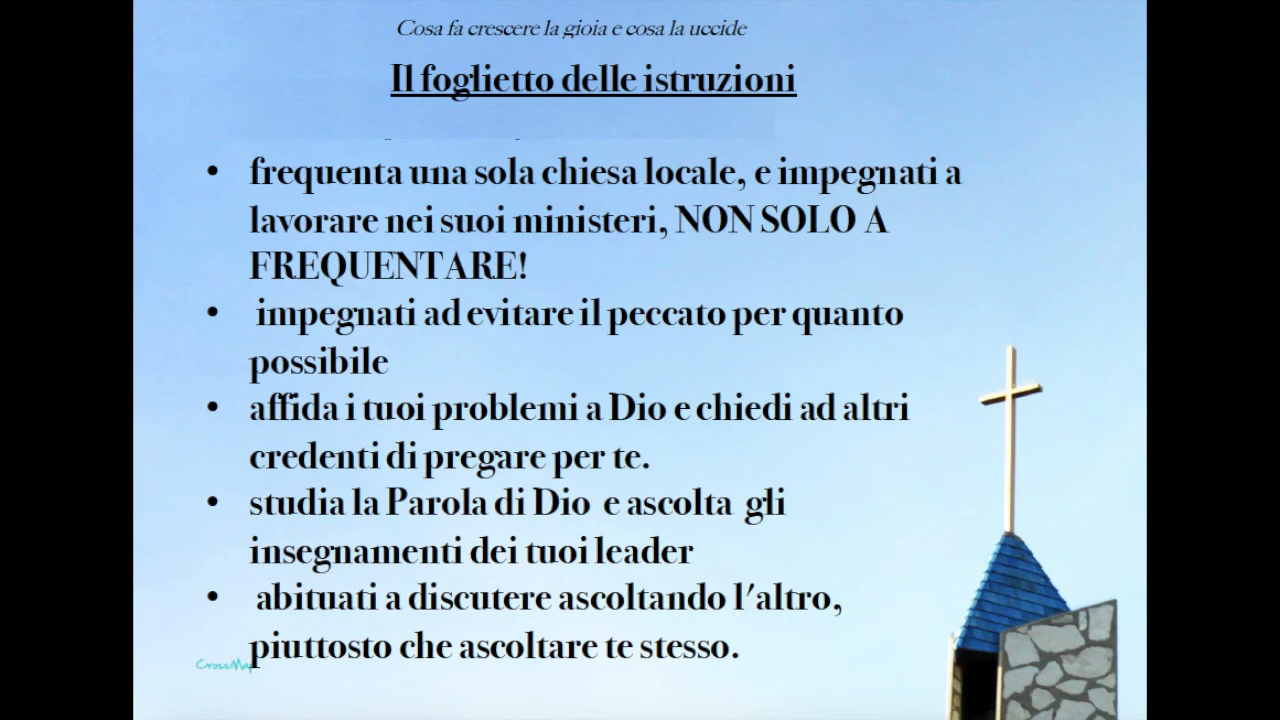 Cosa fa crescere la gioia e cosa la uccide
Il foglietto delle istruzioni
• frequenta una sola chiesa locale, e impegnati a
lavorare nei suoi ministeri, NON SOLO A
FREQUENTARE!
• impegnati ad evitare il peccato per quanto
possibile
• affida i tuoi problemi a Dio e chiedi ad altri
credenti di pregare per te.
• studia la Parola di Dio e ascolta gli
insegnamenti dei tuoi leader
• abituati a discutere ascoltando l'altro,
piuttosto che ascoltare te stesso.